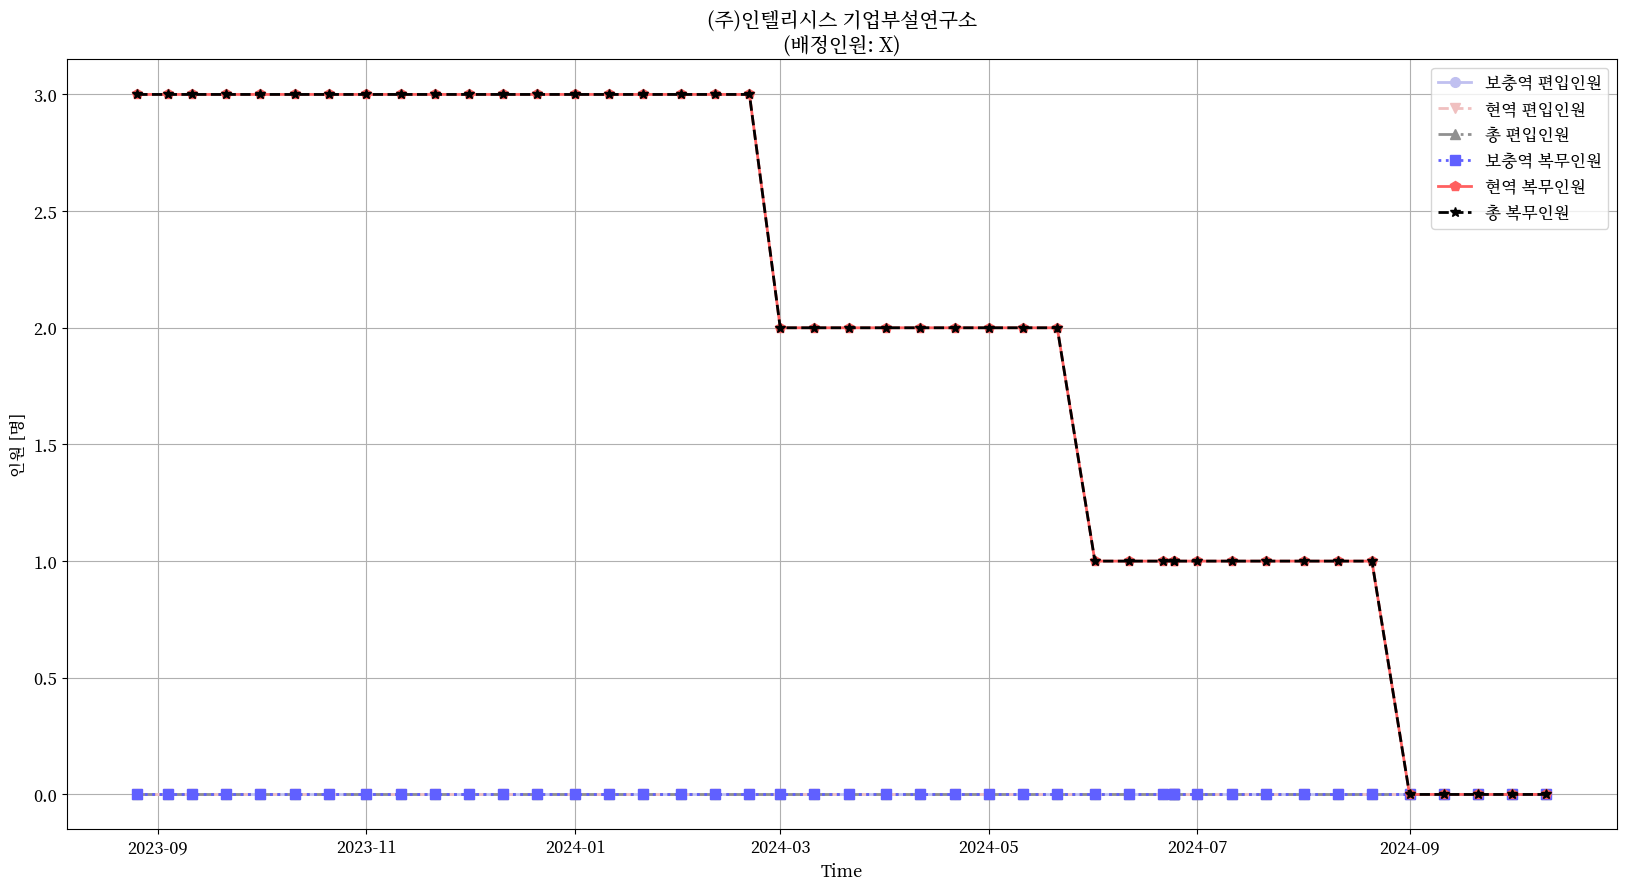 (주)인텔리시스 기업부설연구소
(배정인원: X)
보충역 편입인원
현역 편입인원
총 편입인원
보충역 복무인원
현역 복무인원
총 복무인원
인원 [명]
3.0
2.5
2.0
1.5
1.0
0.5
0.0
2023-09
2023-11
2024-01
2024-03
2024-05
2024-07
2024-09
Time